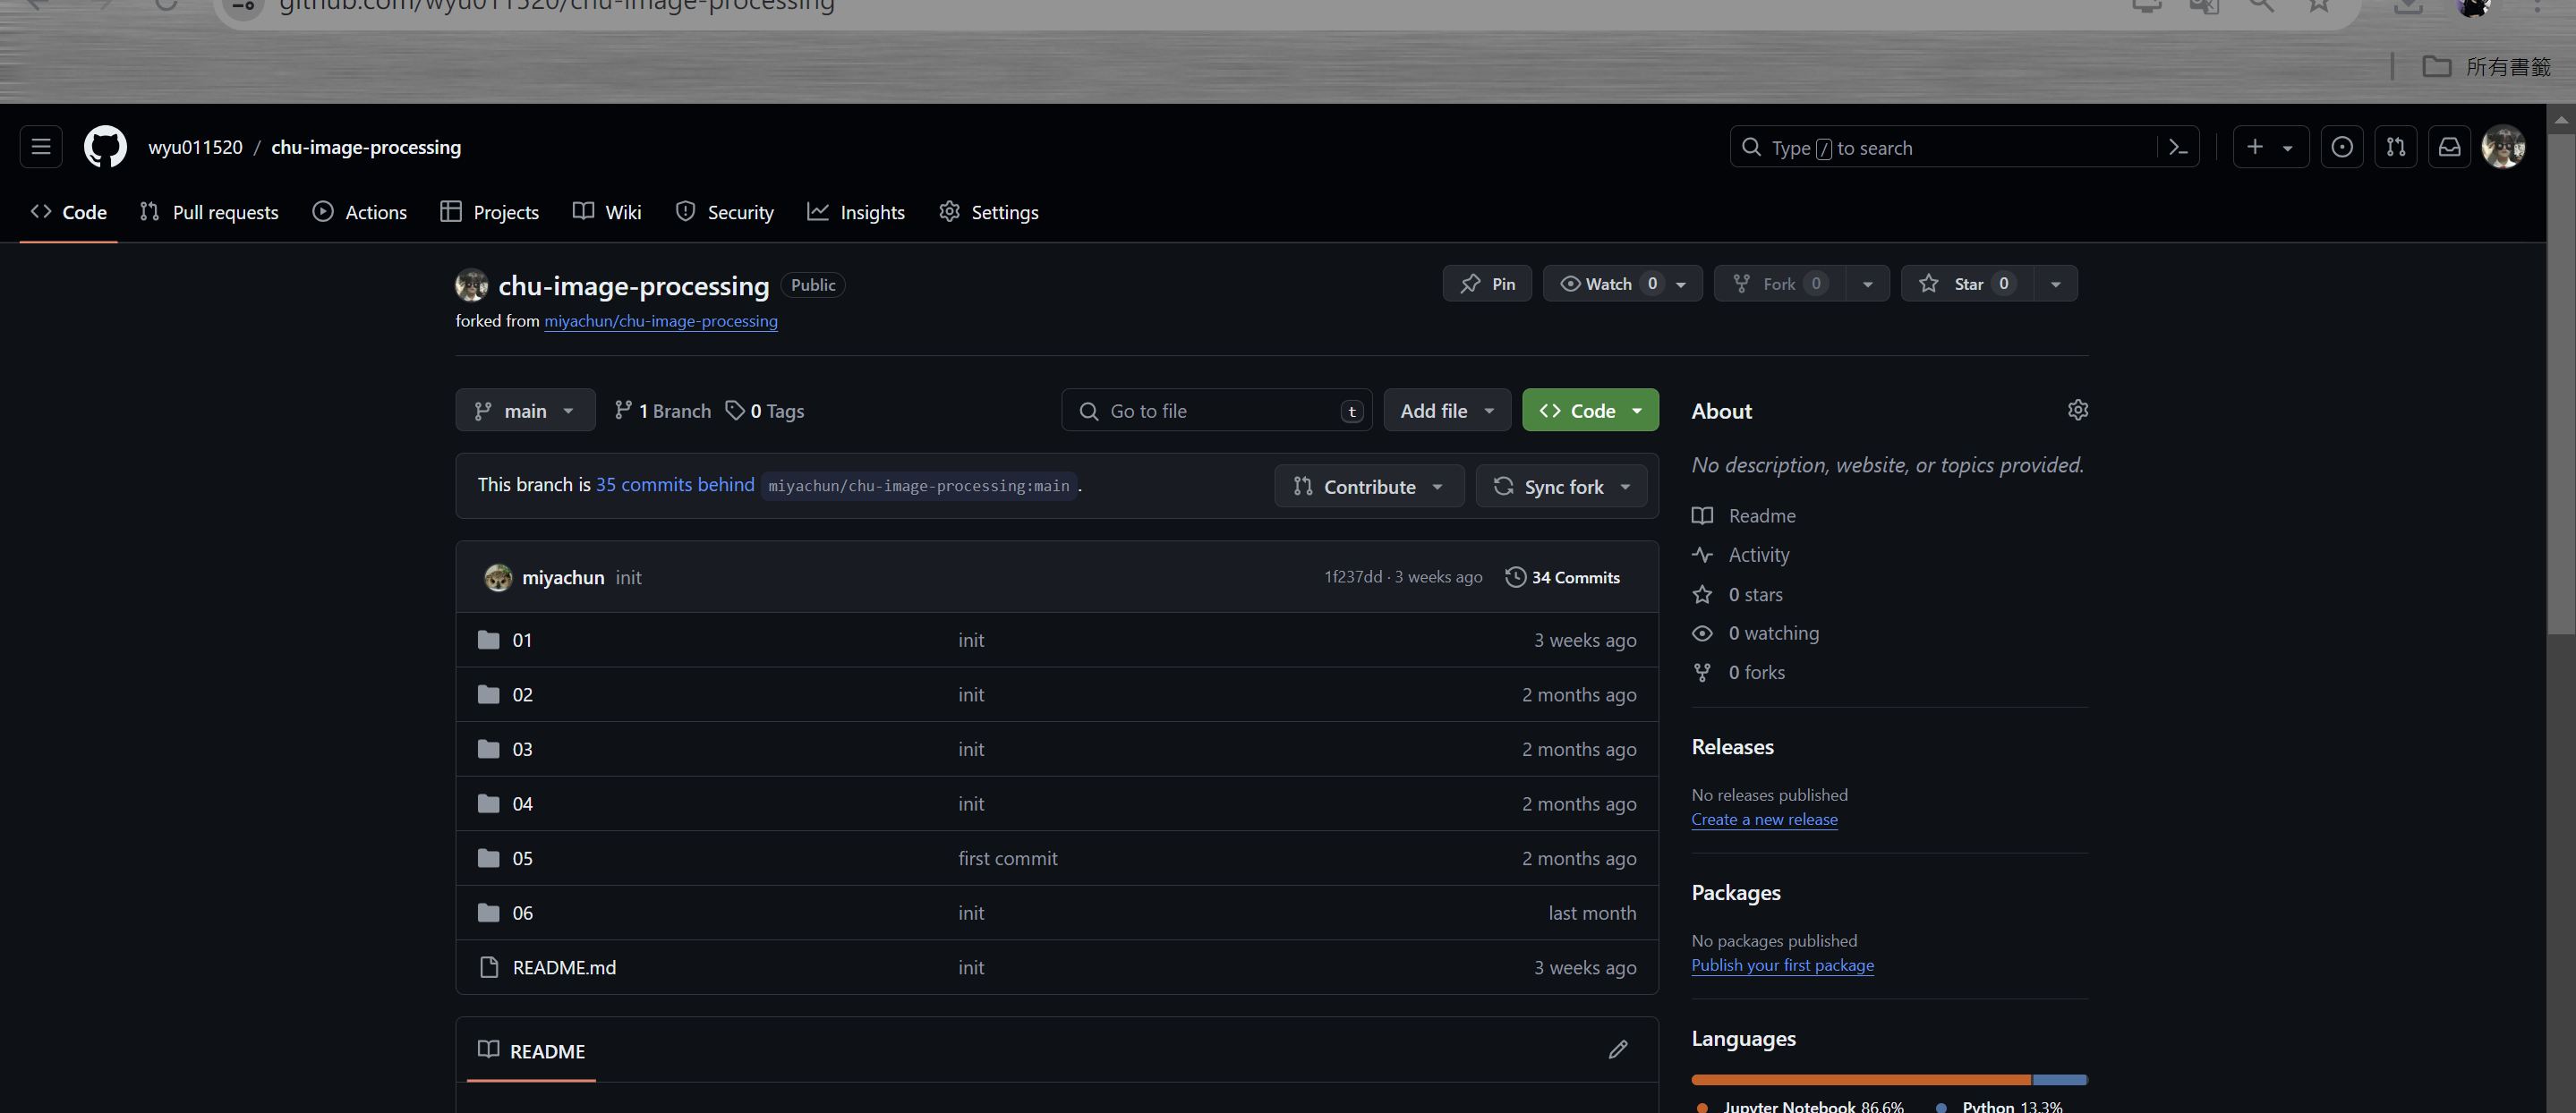 github.com/wyu011520/chu-image-processing
所有書籤
wyu011520 / chu-image-processing
Type / to search
Code Pull requests Actions Projects Wiki Security Insights Settings
chu-image-processing Public
Pin Watch 0 Fork 0 Star 0
forked from miyachun/chu-image-processing
main 1 Branch 0 Tags
Go to file t Add file Code
This branch is 35 commits behind miyachun/chu-image-processing:main .
Contribute Sync fork
miyachun init 1f237dd · 3 weeks ago 34 Commits
01 init 3 weeks ago
02 init 2 months ago
03 init 2 months ago
04 init 2 months ago
05 first commit 2 months ago
06 init last month
README.md init 3 weeks ago
README
About
No description, website, or topics provided.
Readme
Activity
0 stars
0 watching
0 forks
Releases
No releases published
Create a new release
Packages
No packages published
Publish your first package
Languages
Jupyter Notebook 86.6% Python 13.3%